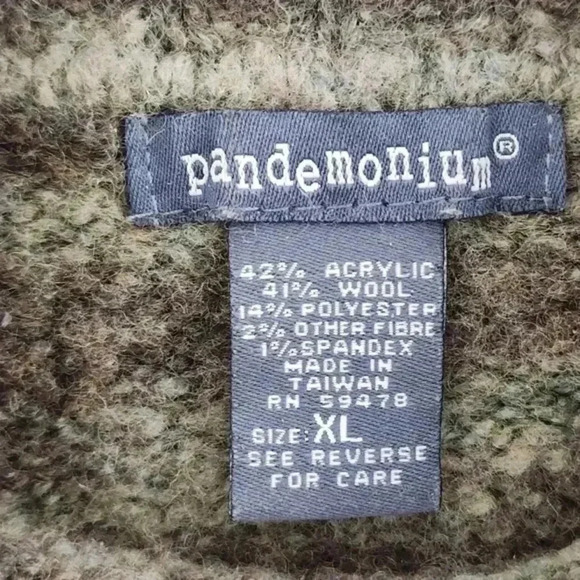 pandemonium®
42% ACRYLIC
41% WOOL
14% POLYESTER
2% OTHER FIBRE
1% SPANDEX
MADE IN
TAIWAN
RN 59478
SIZE: XL
SEE REVERSE
FOR CARE